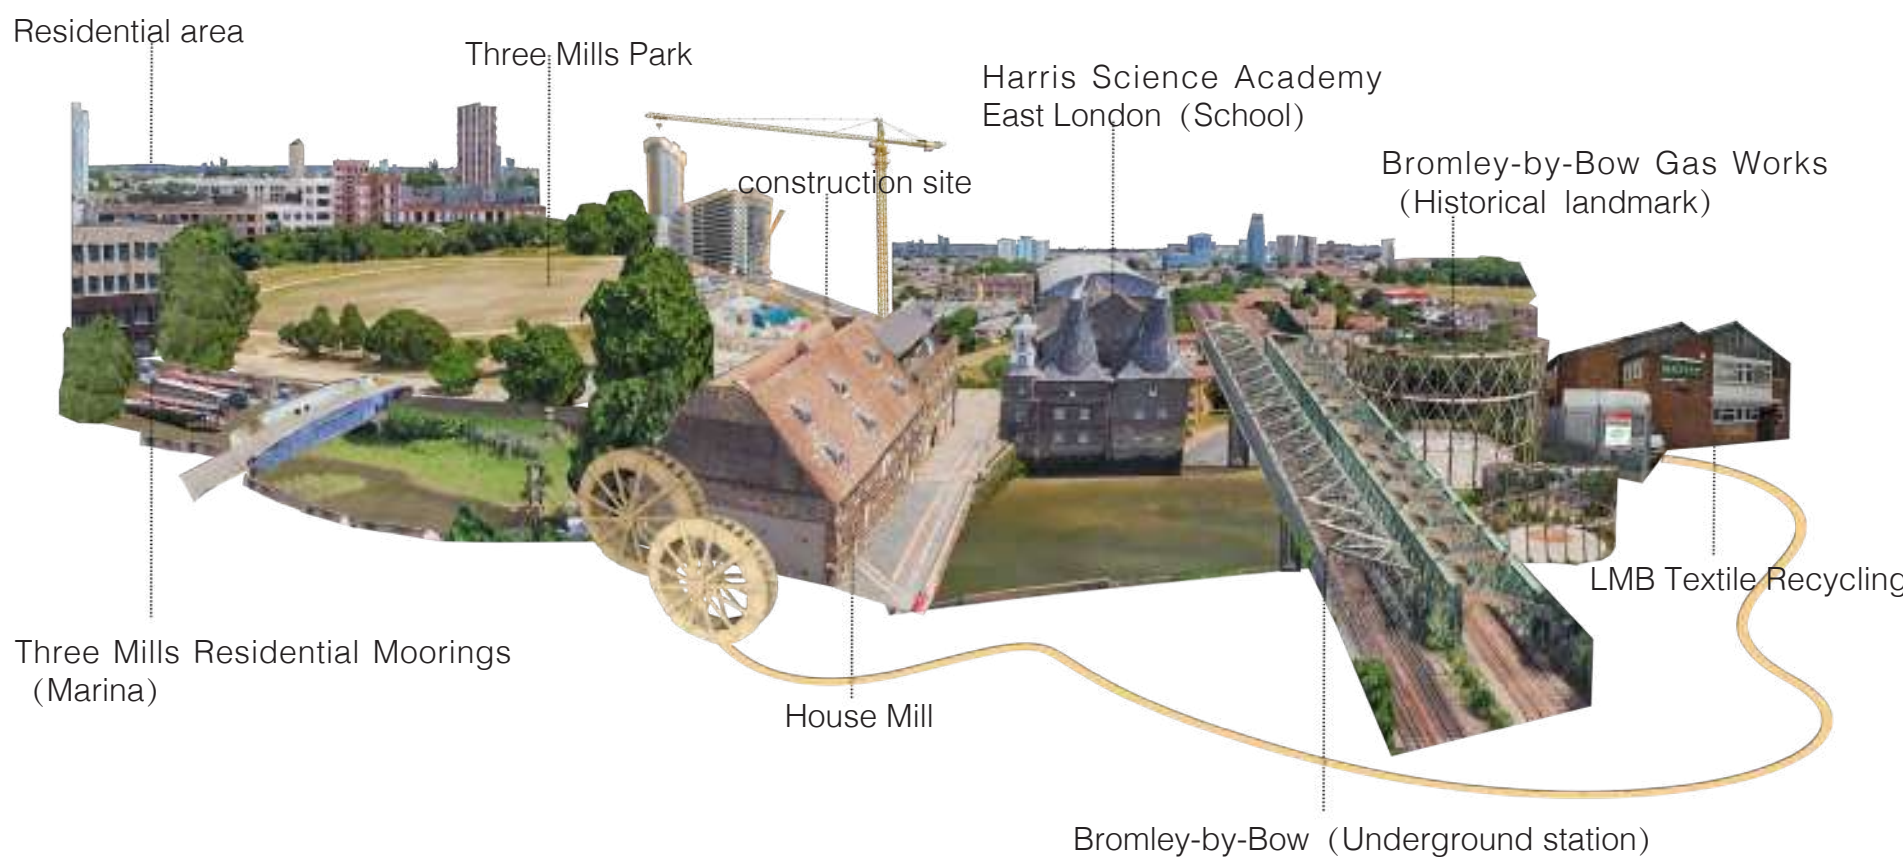 Residential area
Three Mills Park
Harris Science Academy
East London (School)
Bromley-by-Bow Gas Works
(Historical landmark)
construction site
LMB Textile Recycling
Three Mills Residential Moorings
(Marina)
House Mill
Bromley-by-Bow (Underground station)